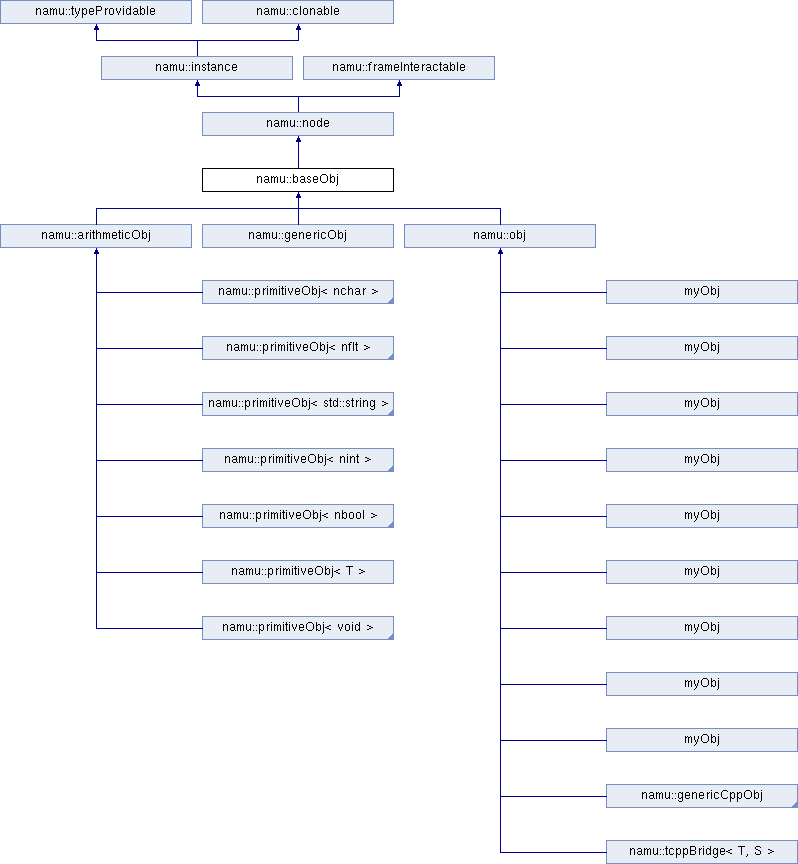 namu::typeProvidable
namu::clonable
namu::instance
namu::frameInteractable
namu::node
namu::baseObj
namu::arithmeticObj
namu::genericObj
namu::obj
namu::primitiveObj< nchar >
myObj
namu::primitiveObj< nflt >
myObj
namu::primitiveObj< std::string >
myObj
namu::primitiveObj< nint >
myObj
namu::primitiveObj< nbool >
myObj
namu::primitiveObj< T >
myObj
namu::primitiveObj< void >
myObj
myObj
myObj
namu::genericCppObj
namu::tcppBridge< T, S >